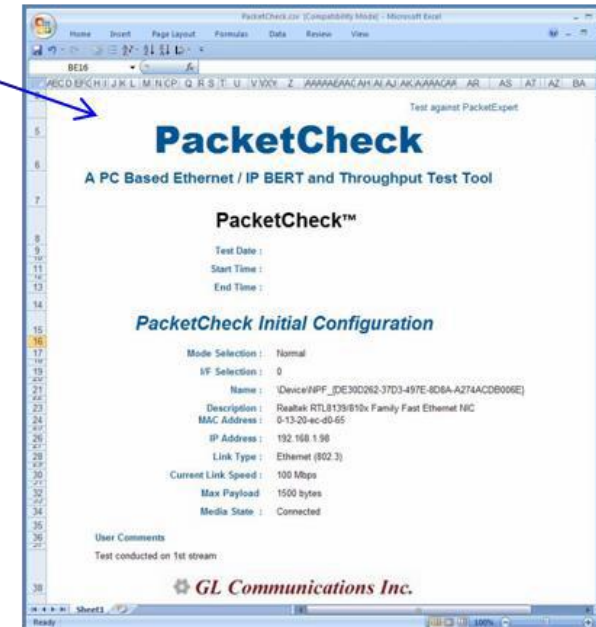 PacketCheck.csv [Compatibility Mode] - Microsoft Excel
Home Insert Page Layout Formulas Data Review View
BE16 fx
Test against PacketExpert
PacketCheck
A PC Based Ethernet / IP BERT and Throughput Test Tool
PacketCheck™
Test Date :
Start Time :
End Time :
PacketCheck Initial Configuration
Mode Selection : Normal
I/F Selection : 0
Name : \Device\NPF_{DE30D262-37D3-497E-8D8A-A274ACDB006E}
Description : Realtek RTL8139/810x Family Fast Ethernet NIC
MAC Address : 0-13-20-ec-d0-65
IP Address : 192.168.1.98
Link Type : Ethernet (802.3)
Current Link Speed : 100 Mbps
Max Payload 1500 bytes
Media State : Connected
User Comments
Test conducted on 1st stream
GL Communications Inc.
Sheet1
Ready 100%